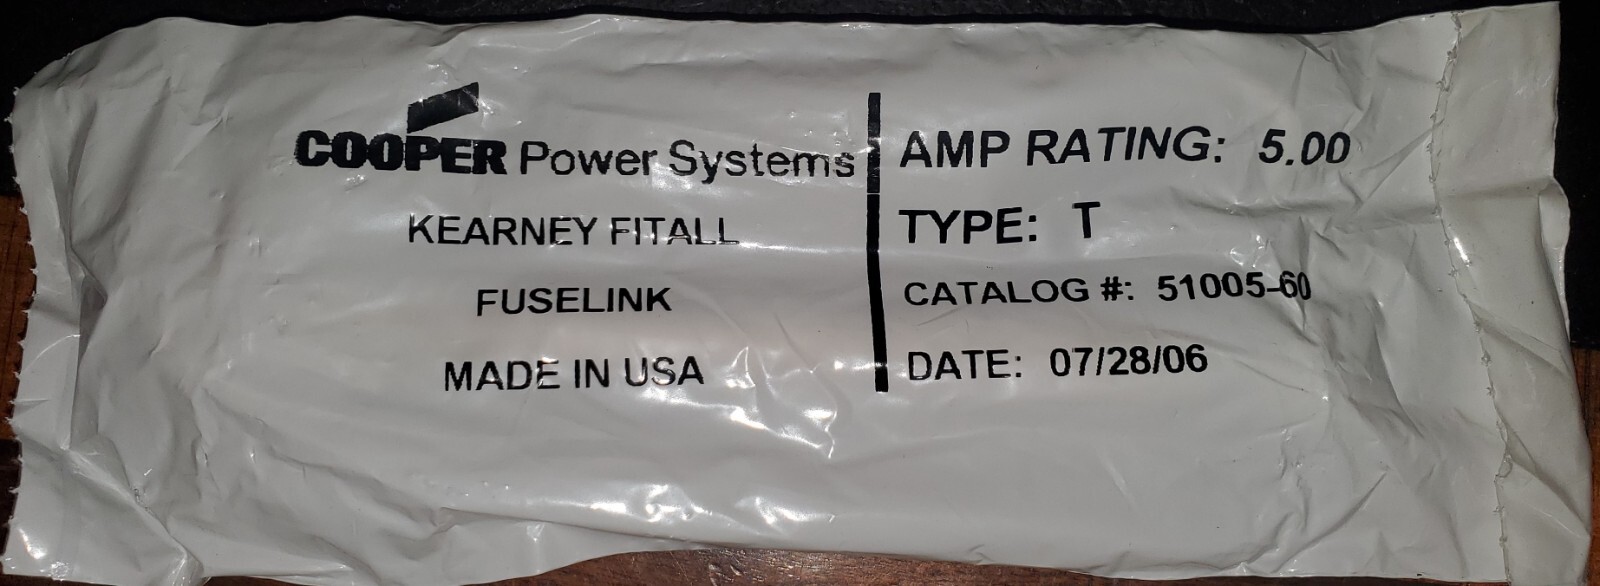 COOPER Power Systems
KEARNEY FITALL
FUSELINK
MADE IN USA
AMP RATING: 5.00
TYPE: T
CATALOG #: 51005-60
DATE: 07/28/06